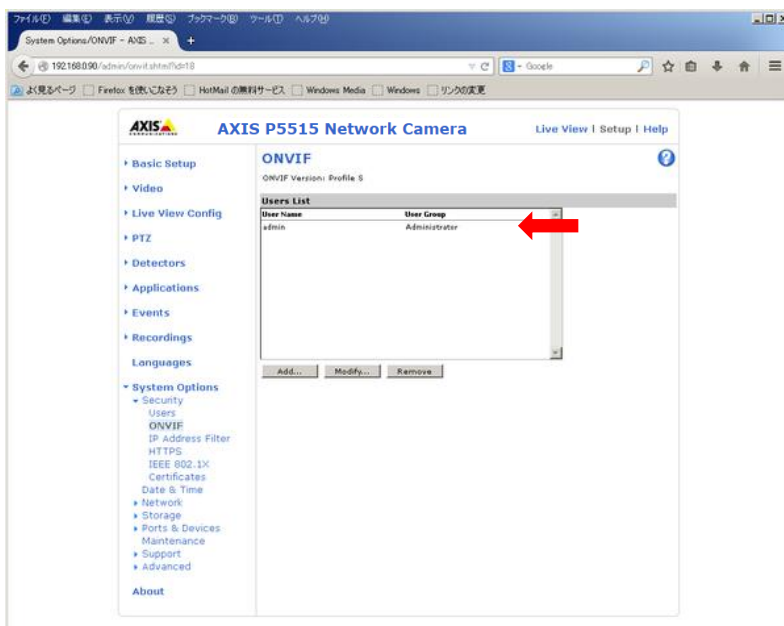 ファイル(F) 編集(E) 表示(V) 履歴(S) ブックマーク(B) ツール(T) ヘルプ(H)
System Options/ONVIF - AXIS ... × +
192.168.0.90/admin/onvif.shtml?id=18
Google
よく見るページ Firefox を使いこなそう HotMail の無料サービス Windows Media Windows リンクの変更
AXIS
COMMUNICATIONS
AXIS P5515 Network Camera
Live View | Setup | Help
Basic Setup
Video
Live View Config
PTZ
Detectors
Applications
Events
Recordings
Languages
System Options
Security
Users
ONVIF
IP Address Filter
HTTPS
IEEE 802.1X
Certificates
Date & Time
Network
Storage
Ports & Devices
Maintenance
Support
Advanced
About
ONVIF
ONVIF Version: Profile S
Users List
User Name User Group
admin Administrator
Add... Modify... Remove